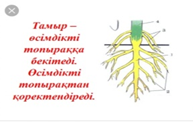 Тамыр –
өсімдікті
топыраққа
бекітеді.
Өсімдікті
топырақтан
қоректендіреді.